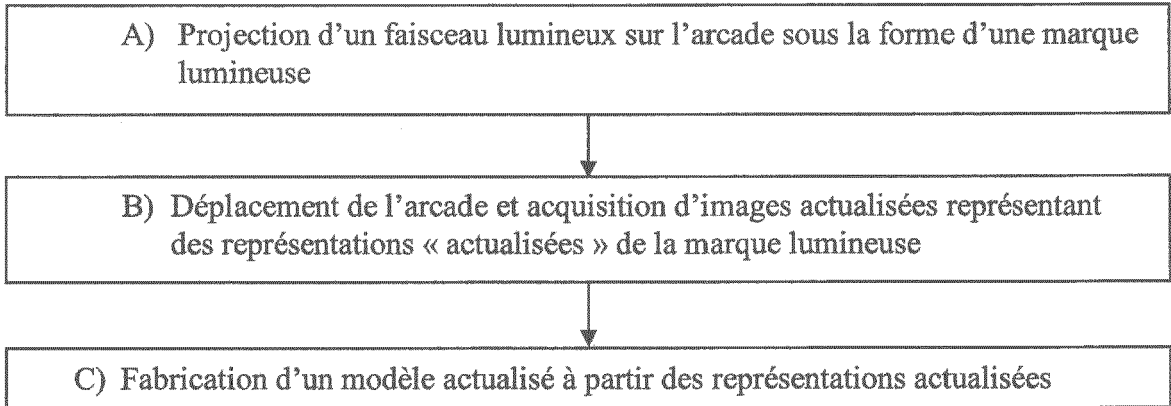 A) Projection d’un faisceau lumineux sur l’arcade sous la forme d’une marque
lumineuse
B) Déplacement de l’arcade et acquisition d’images actualisées représentant
des représentations « actualisées » de la marque lumineuse
C) Fabrication d’un modèle actualisé à partir des représentations actualisées